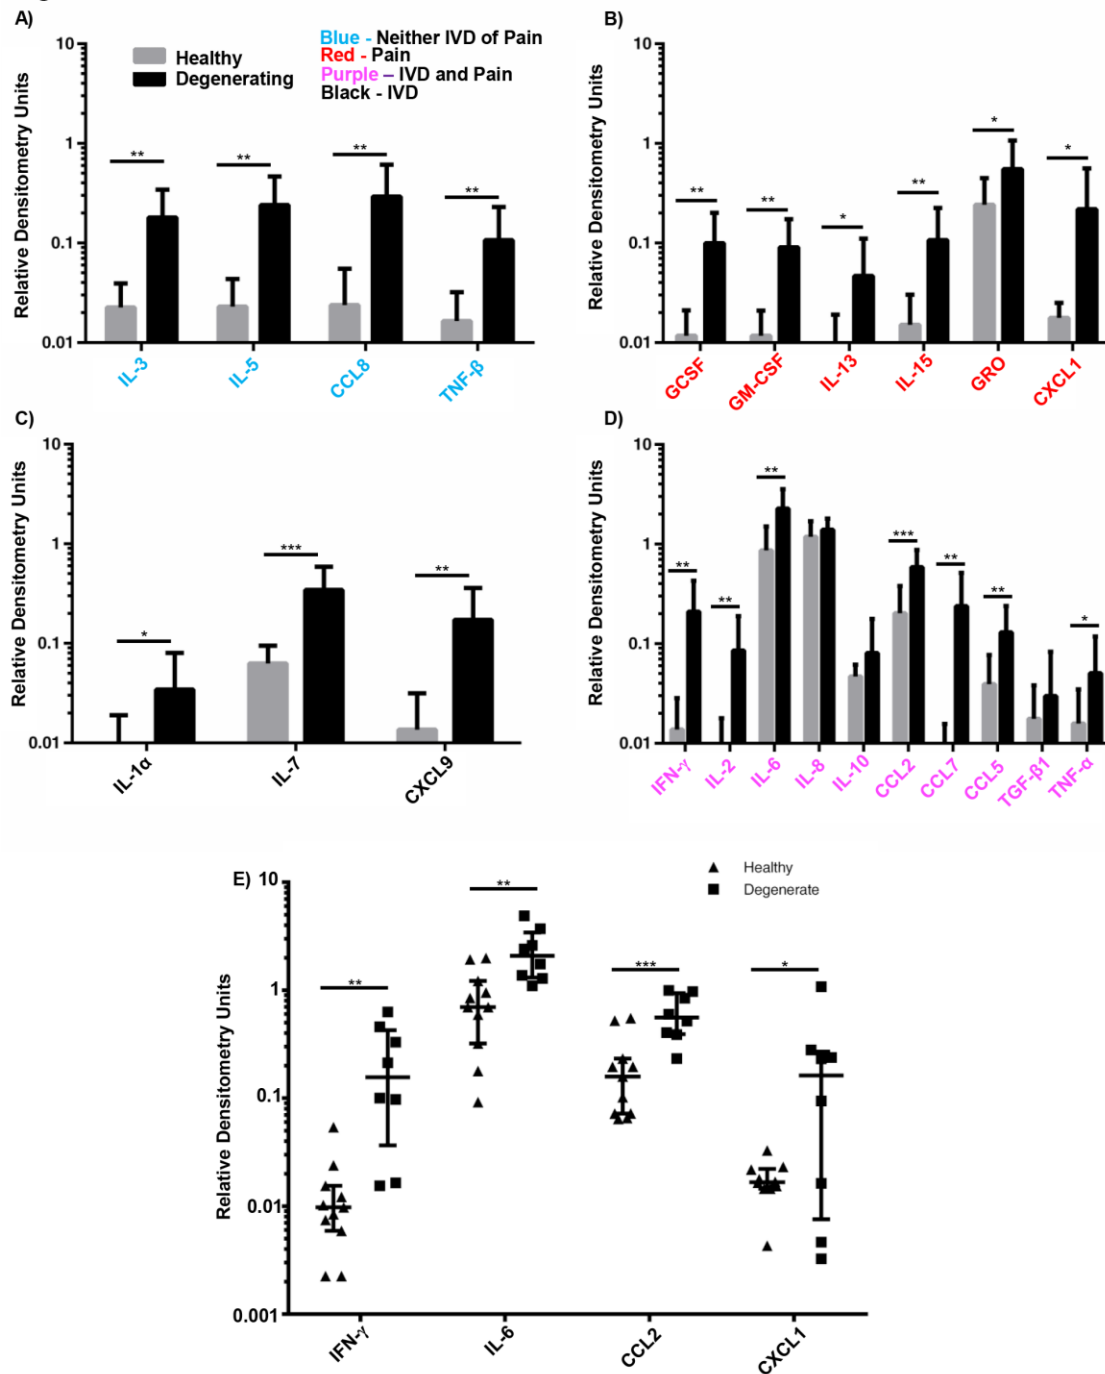 A)
10
1
0.1
0.01
Relative Densitometry Units
Healthy
Degenerating
Blue - Neither IVD of Pain
Red - Pain
Purple – IVD and Pain
Black - IVD
** ** ** **
IL-3 IL-5 CCL8 TNF-β
B)
10
1
0.1
0.01
Relative Densitometry Units
** ** * ** * *
GCSF GM-CSF IL-13 IL-15 GRO CXCL1
C)
10
1
0.1
0.01
Relative Densitometry Units
* *** **
IL-1α IL-7 CXCL9
D)
10
1
0.1
0.01
Relative Densitometry Units
** ** ** *** ** ** *
IFN-γ IL-2 IL-6 IL-8 IL-10 CCL2 CCL7 CCL5 TGF-β1 TNF-α
E)
10
1
0.1
0.01
0.001
Relative Densitometry Units
Healthy
Degenerate
** ** *** *
IFN-γ IL-6 CCL2 CXCL1